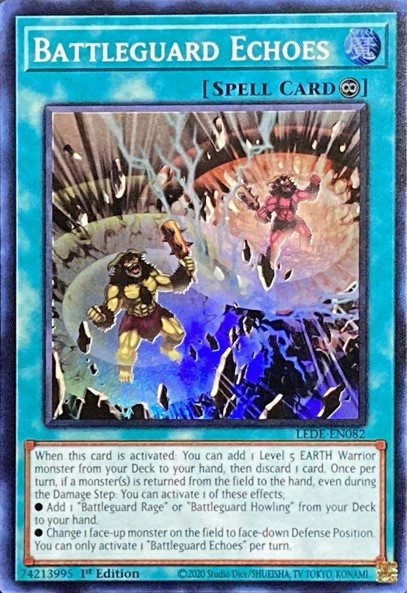 BATTLEGUARD ECHOES
魔
[SPELL CARD ]
LEDE-EN082
When this card is activated: You can add 1 Level 5 EARTH Warrior
monster from your Deck to your hand, then discard 1 card. Once per
turn, if a monster(s) is returned from the field to the hand, even during
the Damage Step: You can activate 1 of these effects;
● Add 1 "Battleguard Rage" or "Battleguard Howling" from your Deck
to your hand.
● Change 1 face-up monster on the field to face-down Defense Position.
You can only activate 1 "Battleguard Echoes" per turn.
74213995 1st Edition ©2020 Studio Dice/SHUEISHA, TV TOKYO, KONAMI